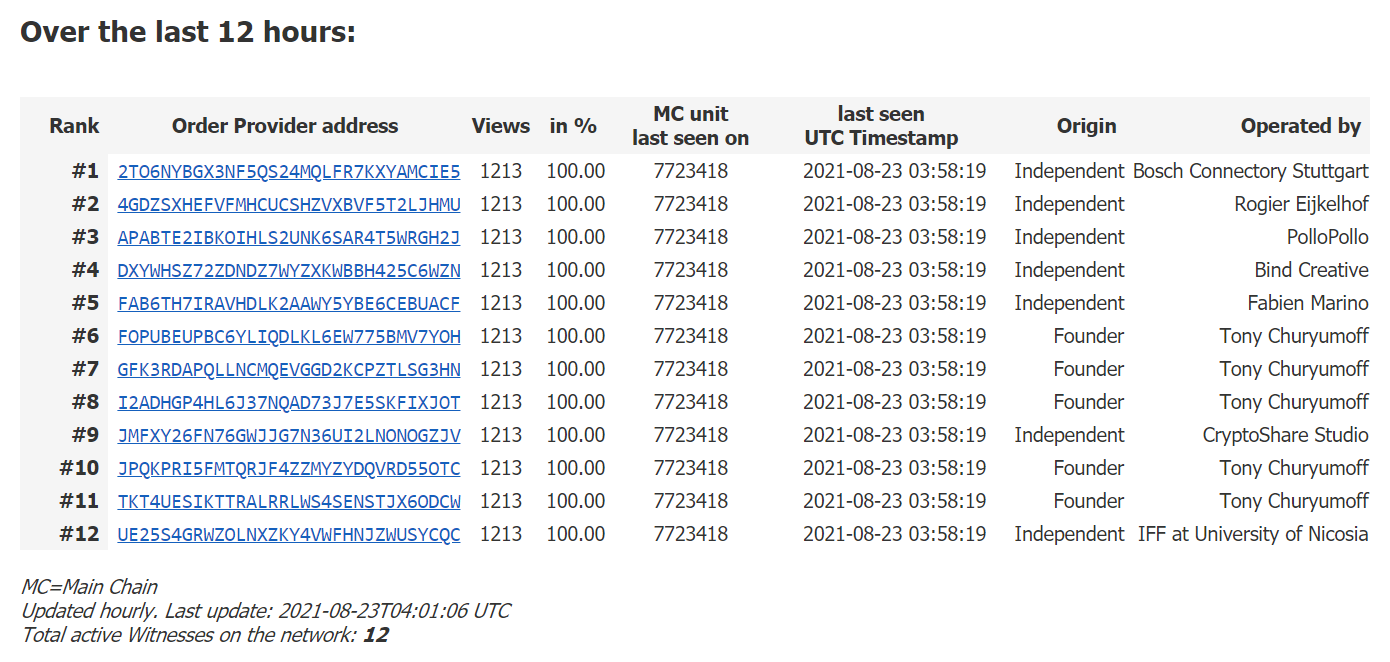 Over the last 12 hours:
Rank Order Provider address Views in % MC unit last seen on last seen UTC Timestamp Origin Operated by
#1 2TO6NYBGX3NF5QS24MQLFR7KXYAMCIE5 1213 100.00 7723418 2021-08-23 03:58:19 Independent Bosch Connectory Stuttgart
#2 4GDZSXHEFVFMHCUCSHZVXBVF5T2LJHMU 1213 100.00 7723418 2021-08-23 03:58:19 Independent Rogier Eijkelhof
#3 APABTE2IBKOIHLS2UNK6SAR4T5WRGH2J 1213 100.00 7723418 2021-08-23 03:58:19 Independent PolloPollo
#4 DXYWHSZ72ZDNDZ7WYZXKWBBH425C6WZN 1213 100.00 7723418 2021-08-23 03:58:19 Independent Bind Creative
#5 FAB6TH7IRAVHDLK2AAWY5YBE6CEBUACF 1213 100.00 7723418 2021-08-23 03:58:19 Independent Fabien Marino
#6 FOPUBEUPBC6YLIQDLKL6EW775BMV7YOH 1213 100.00 7723418 2021-08-23 03:58:19 Founder Tony Churyumoff
#7 GFK3RDAPQLLNCMQEVGGD2KCPZTLSG3HN 1213 100.00 7723418 2021-08-23 03:58:19 Founder Tony Churyumoff
#8 I2ADHGP4HL6J37NQAD73J7E5SKFIXJOT 1213 100.00 7723418 2021-08-23 03:58:19 Founder Tony Churyumoff
#9 JMFXY26FN76GWJJG7N36UI2LNONOGZJV 1213 100.00 7723418 2021-08-23 03:58:19 Independent CryptoShare Studio
#10 JPQKPRI5FMTQRJF4ZZMYZYDQVRD55OTC 1213 100.00 7723418 2021-08-23 03:58:19 Founder Tony Churyumoff
#11 TKT4UESIKTTRALRRLWS4SENSTJX6ODCW 1213 100.00 7723418 2021-08-23 03:58:19 Founder Tony Churyumoff
#12 UE25S4GRWZOLNXZKY4VWFHNJZWUSYCQC 1213 100.00 7723418 2021-08-23 03:58:19 Independent IFF at University of Nicosia
MC=Main Chain
Updated hourly. Last update: 2021-08-23T04:01:06 UTC
Total active Witnesses on the network: 12